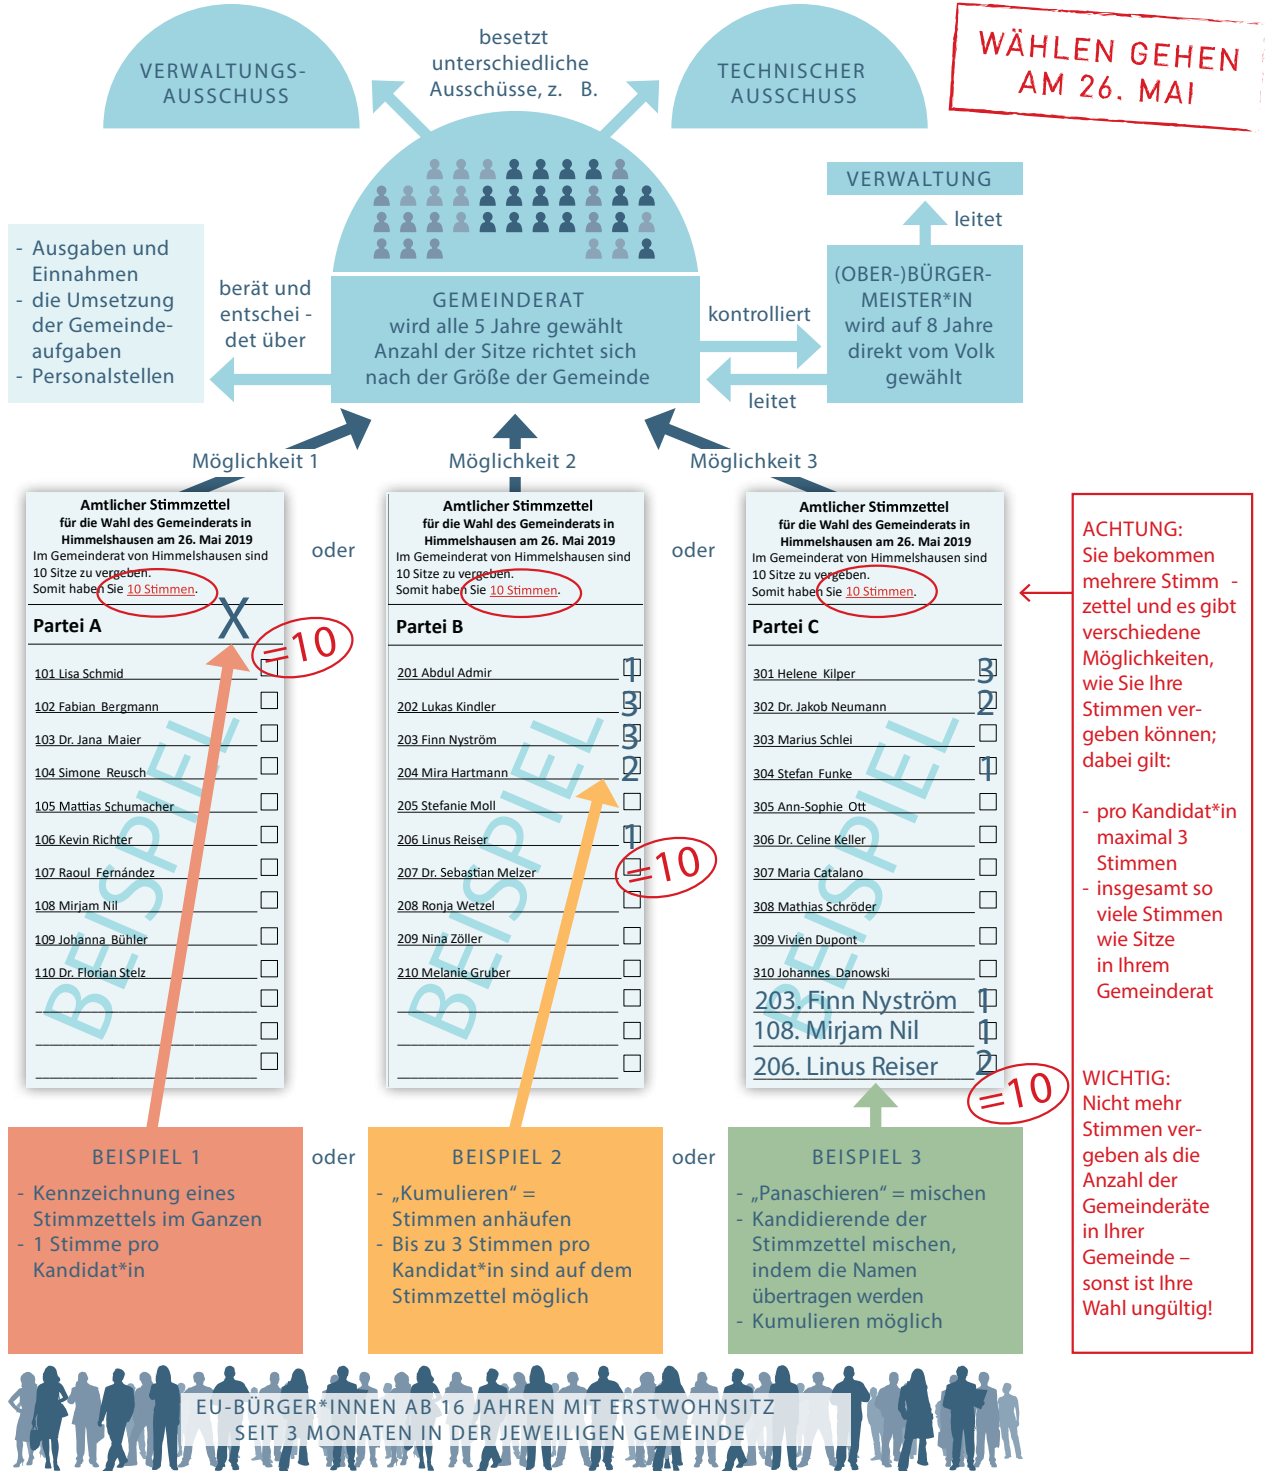 WÄHLEN GEHEN
AM 26. MAI
VERWALTUNGS-
AUSSCHUSS
besetzt
unterschiedliche
Ausschüsse, z. B.
TECHNISCHER
AUSSCHUSS
VERWALTUNG
leitet
- Ausgaben und
Einnahmen
- die Umsetzung
der Gemeinde-
aufgaben
- Personalstellen
berät und
entschei -
det über
GEMEINDERAT
wird alle 5 Jahre gewählt
Anzahl der Sitze richtet sich
nach der Größe der Gemeinde
kontrolliert
leitet
(OBER-)BÜRGER-
MEISTER*IN
wird auf 8 Jahre
direkt vom Volk
gewählt
Möglichkeit 1
Möglichkeit 2
Möglichkeit 3
Amtlicher Stimmzettel
für die Wahl des Gemeinderats in
Himmelshausen am 26. Mai 2019
Im Gemeinderat von Himmelshausen sind
10 Sitze zu vergeben.
Somit haben Sie 10 Stimmen.
Partei A X
=10
101 Lisa Schmid
102 Fabian Bergmann
103 Dr. Jana Maier
104 Simone Reusch
105 Mattias Schumacher
106 Kevin Richter
107 Raoul Fernández
108 Mirjam Nil
109 Johanna Bühler
110 Dr. Florian Stelz
BEISPIEL
oder
Amtlicher Stimmzettel
für die Wahl des Gemeinderats in
Himmelshausen am 26. Mai 2019
Im Gemeinderat von Himmelshausen sind
10 Sitze zu vergeben.
Somit haben Sie 10 Stimmen.
Partei B
201 Abdul Admir 1
202 Lukas Kindler 3
203 Finn Nyström 3
204 Mira Hartmann 2
205 Stefanie Moll
206 Linus Reiser 1
=10
207 Dr. Sebastian Melzer
208 Ronja Wetzel
209 Nina Zöller
210 Melanie Gruber
BEISPIEL
oder
Amtlicher Stimmzettel
für die Wahl des Gemeinderats in
Himmelshausen am 26. Mai 2019
Im Gemeinderat von Himmelshausen sind
10 Sitze zu vergeben.
Somit haben Sie 10 Stimmen.
Partei C
301 Helene Kilper 3
302 Dr. Jakob Neumann 2
303 Marius Schlei
304 Stefan Funke 1
305 Ann-Sophie Ott
306 Dr. Celine Keller
307 Maria Catalano
308 Mathias Schröder
309 Vivien Dupont
310 Johannes Danowski
203. Finn Nyström 1
108. Mirjam Nil 1
206. Linus Reiser 2
=10
BEISPIEL
ACHTUNG:
Sie bekommen
mehrere Stimm -
zettel und es gibt
verschiedene
Möglichkeiten,
wie Sie Ihre
Stimmen ver-
geben können;
dabei gilt:
- pro Kandidat*in
maximal 3
Stimmen
- insgesamt so
viele Stimmen
wie Sitze
in Ihrem
Gemeinderat
WICHTIG:
Nicht mehr
Stimmen ver-
geben als die
Anzahl der
Gemeinderäte
in Ihrer
Gemeinde –
sonst ist Ihre
Wahl ungültig!
BEISPIEL 1
- Kennzeichnung eines
Stimmzettels im Ganzen
- 1 Stimme pro
Kandidat*in
oder
BEISPIEL 2
- „Kumulieren“ =
Stimmen anhäufen
- Bis zu 3 Stimmen pro
Kandidat*in sind auf dem
Stimmzettel möglich
oder
BEISPIEL 3
- „Panaschieren“ = mischen
- Kandidierende der
Stimmzettel mischen,
indem die Namen
übertragen werden
- Kumulieren möglich
EU-BÜRGER*INNEN AB 16 JAHREN MIT ERSTWOHNSITZ
SEIT 3 MONATEN IN DER JEWEILIGEN GEMEINDE